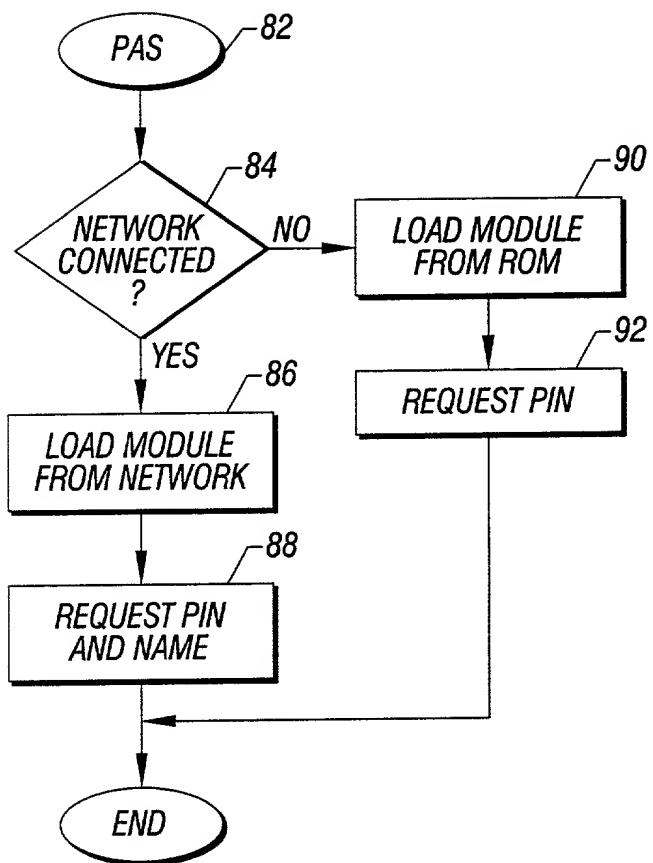 PAS
82
84
NETWORK
CONNECTED
?
NO
90
LOAD MODULE
FROM ROM
92
REQUEST PIN
YES
86
LOAD MODULE
FROM NETWORK
88
REQUEST PIN
AND NAME
END